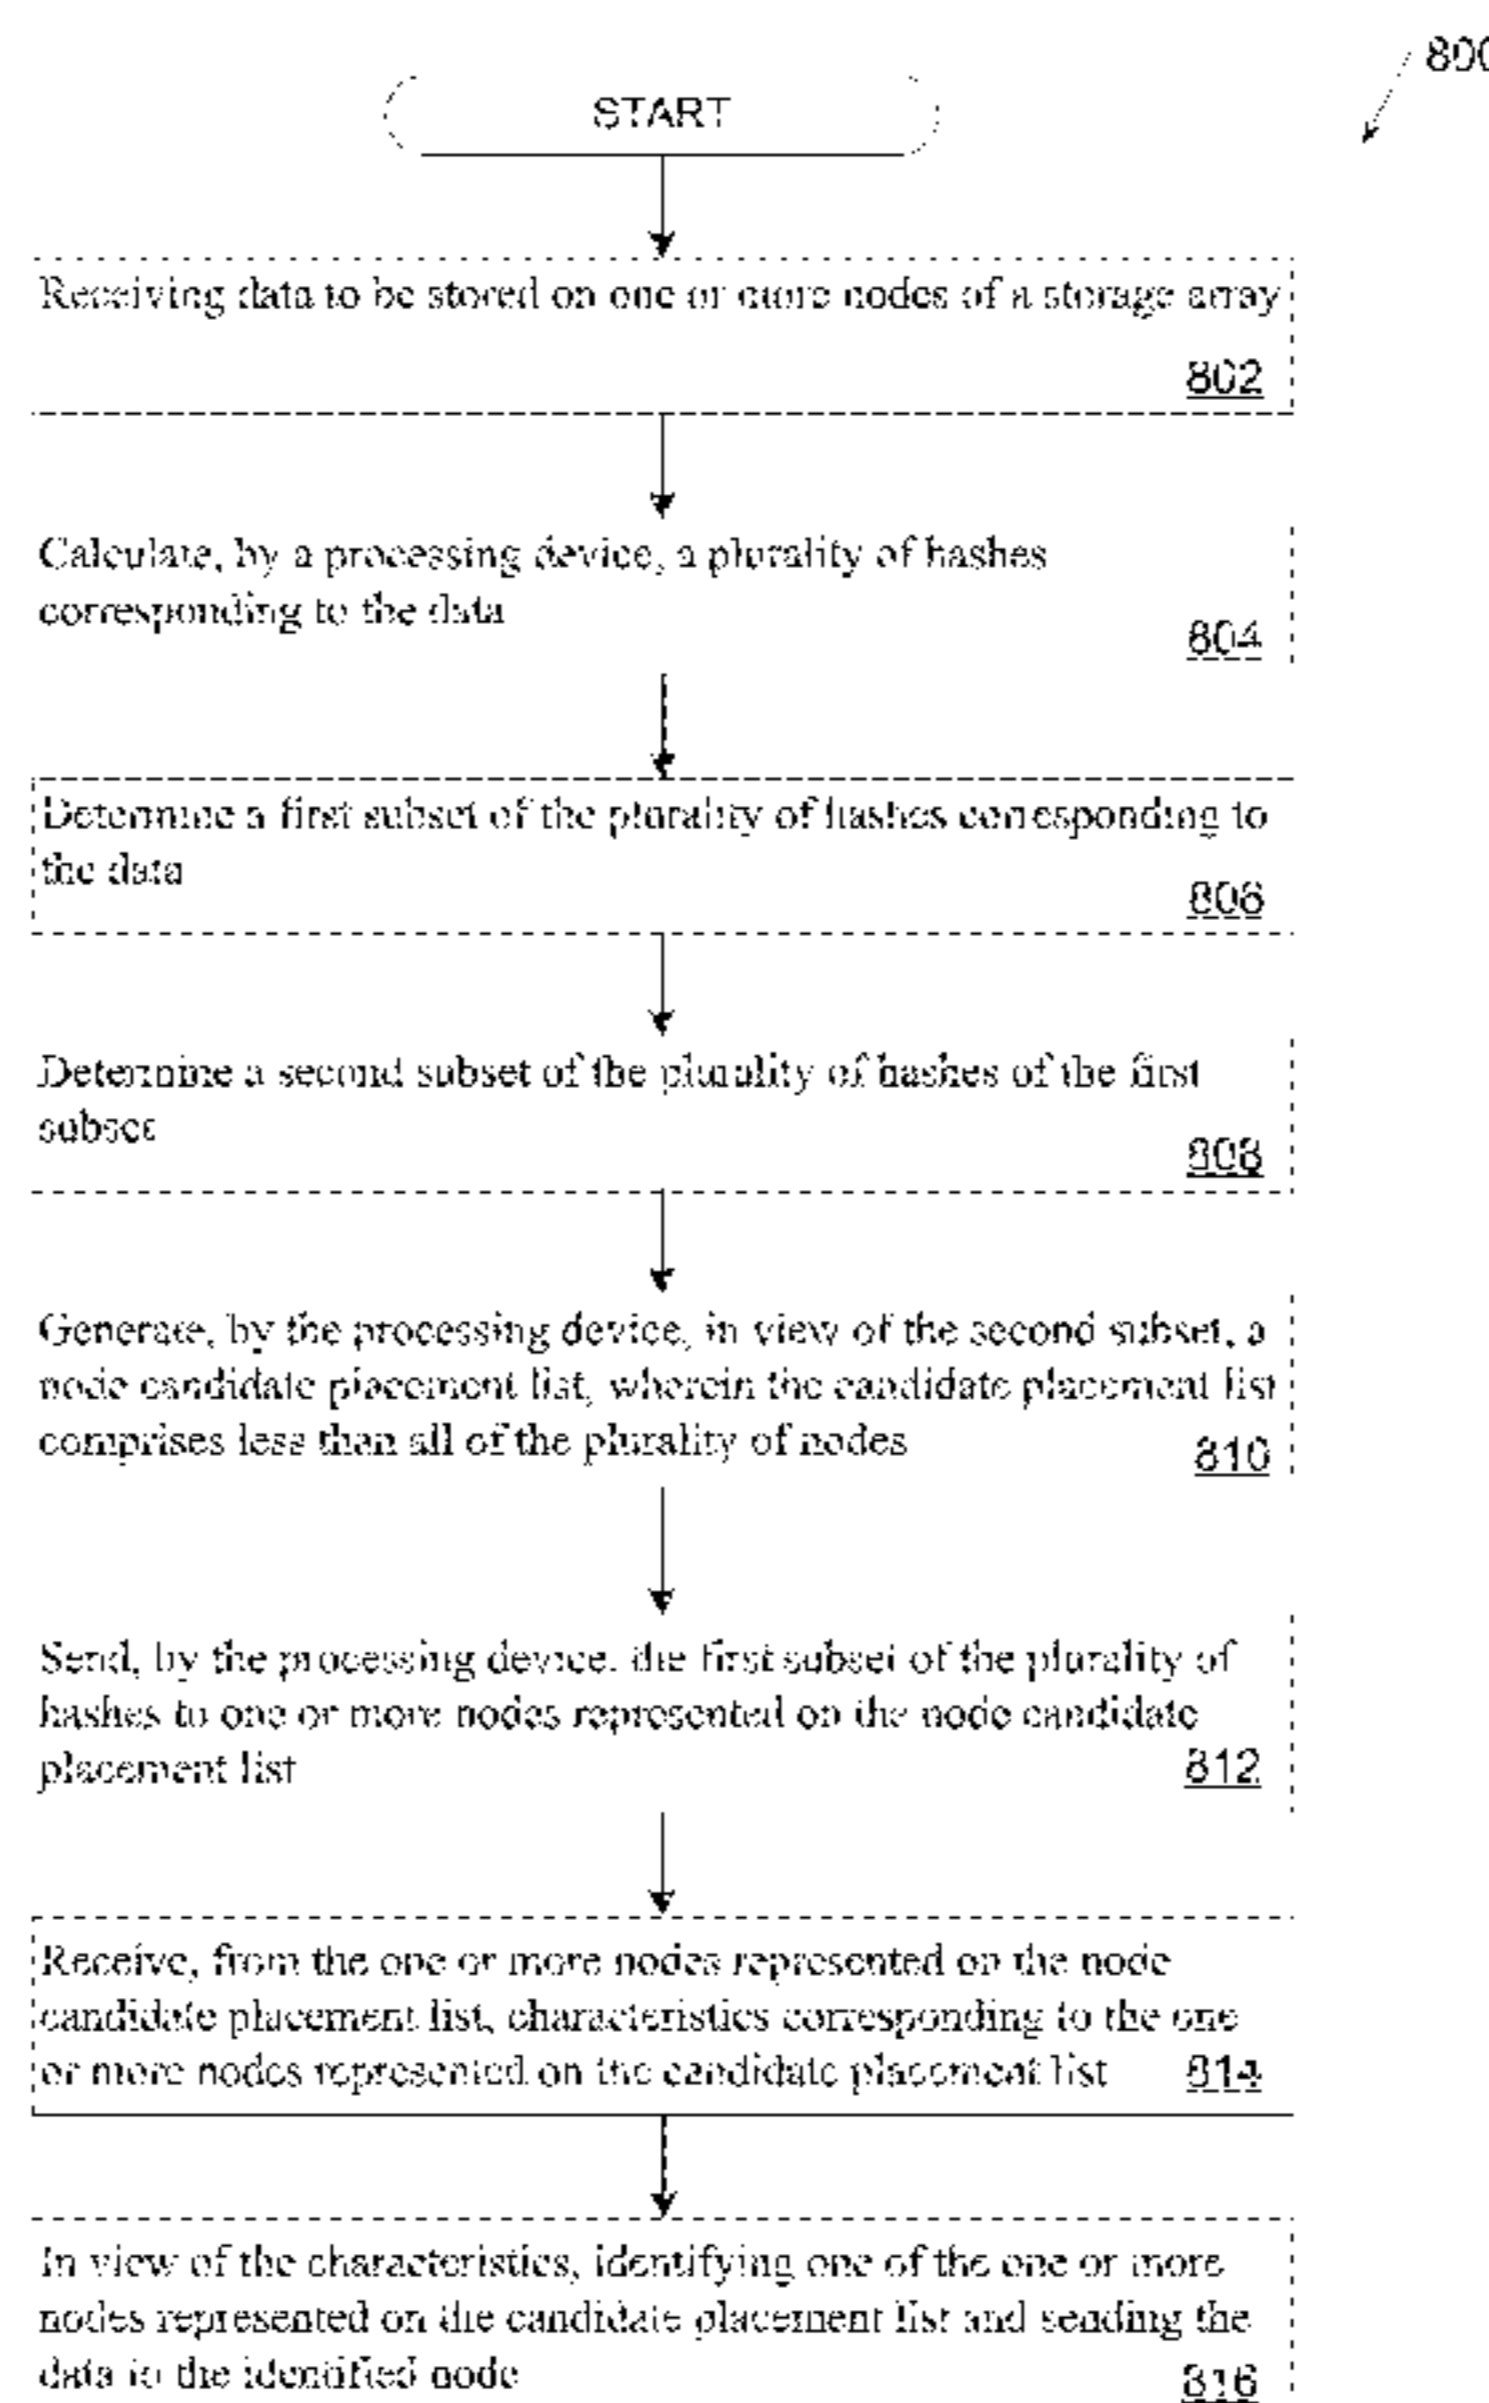 800
START
Receiving data to be stored on one or more nodes of a storage array
802
Calculate, by a processing device, a plurality of hashes
corresponding to the data
804
Determine a first subset of the plurality of hashes corresponding to
the data
806
Determine a second subset of the plurality of hashes of the first
subset
808
Generate, by the processing device, in view of the second subset, a
node candidate placement list, wherein the candidate placement list
comprises less than all of the plurality of nodes
810
Send, by the processing device, the first subset of the plurality of
hashes to one or more nodes represented on the node candidate
placement list
812
Receive, from the one or more nodes represented on the node
candidate placement list, characteristics corresponding to the one
or more nodes represented on the candidate placement list
814
In view of the characteristics, identifying one of the one or more
nodes represented on the candidate placement list and sending the
data to the identified node
816